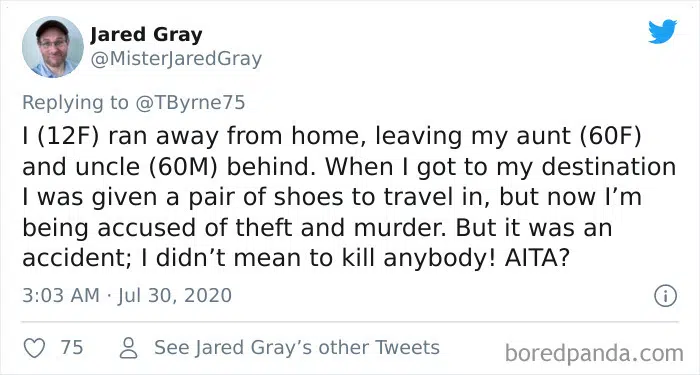 Jared Gray
@MisterJaredGray
Replying to @TByrne75
I (12F) ran away from home, leaving my aunt (60F)
and uncle (60M) behind. When I got to my destination
I was given a pair of shoes to travel in, but now I’m
being accused of theft and murder. But it was an
accident; I didn’t mean to kill anybody! AITA?
3:03 AM · Jul 30, 2020
75 See Jared Gray’s other Tweets
boredpanda.com